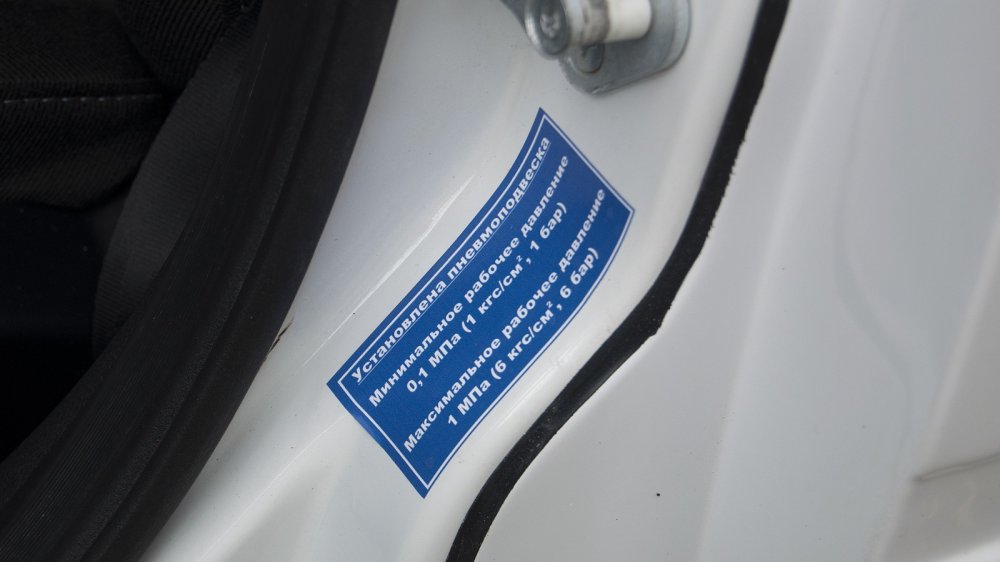 Установлена пневмоподвеска
Минимальное рабочее давление
0,1 МПа (1 кгс/см², 1 бар)
Максимальное рабочее давление
1 МПа (6 кгс/см², 6 бар)